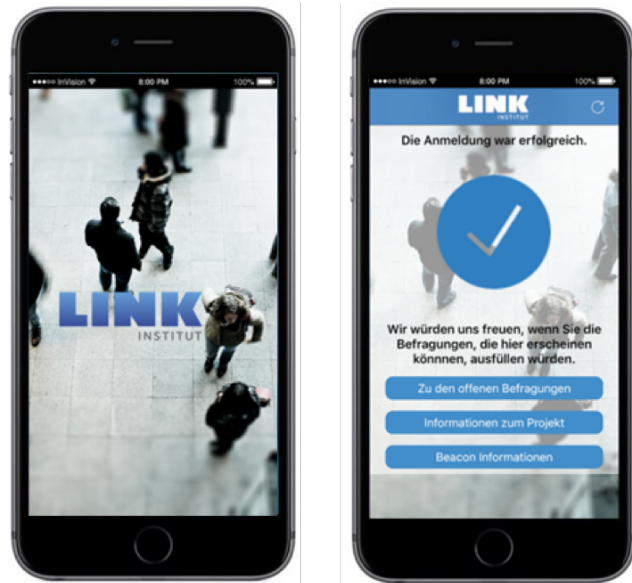 InVision 8:00 PM 100%
LINK
INSTITUT
InVision 8:00 PM 100%
LINK
INSTITUT
Die Anmeldung war erfolgreich.
Wir würden uns freuen, wenn Sie die
Befragungen, die hier erscheinen
könnnen, ausfüllen würden.
Zu den offenen Befragungen
Informationen zum Projekt
Beacon Informationen